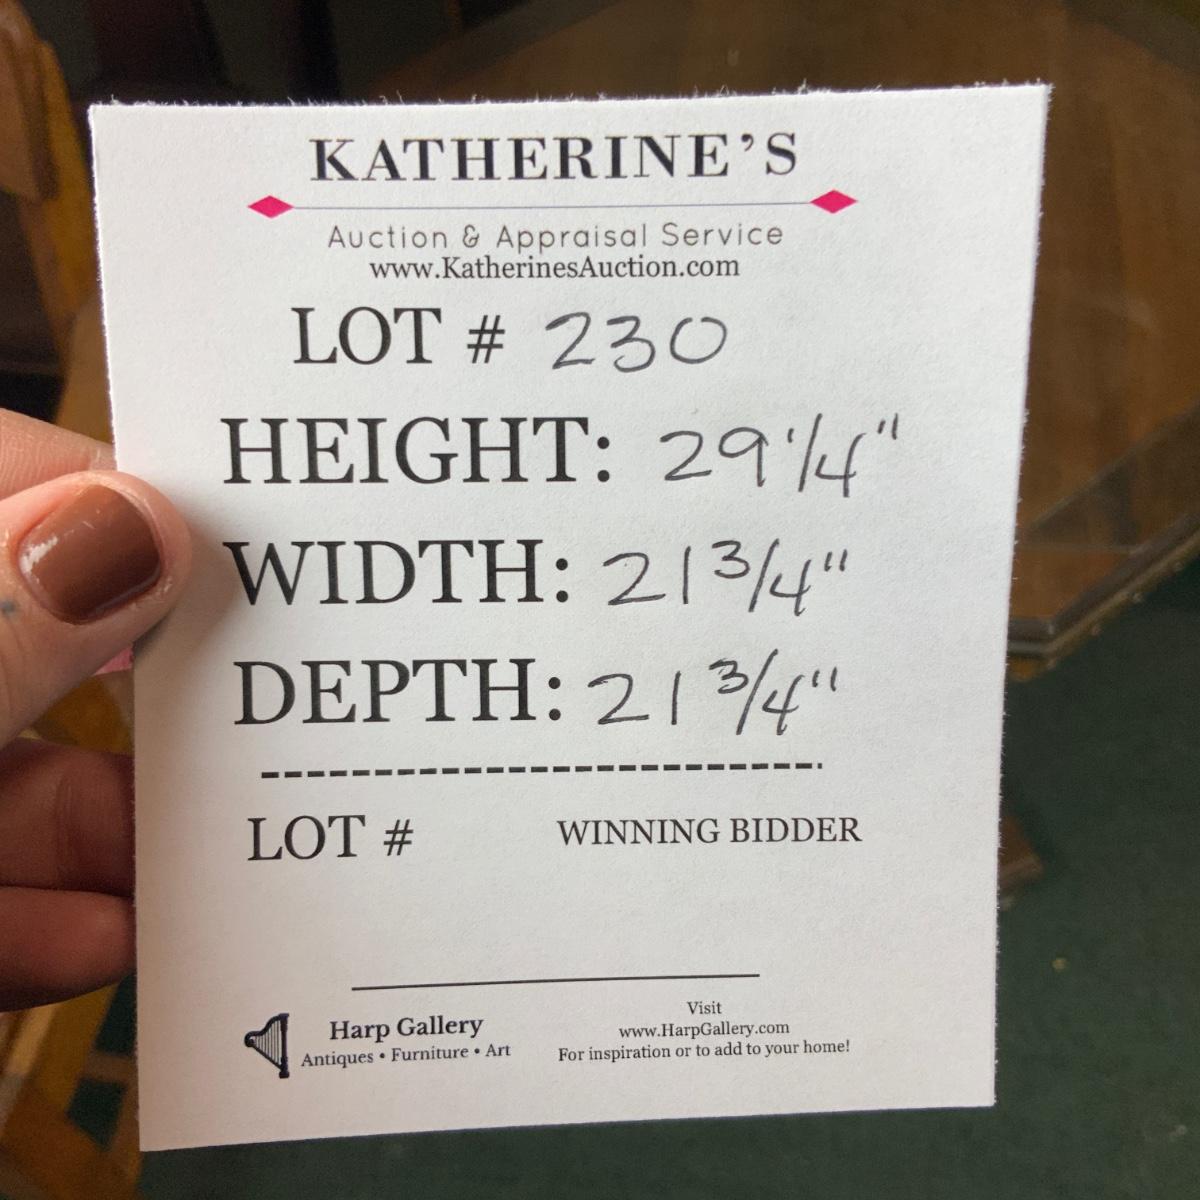 KATHERINE'S
Auction & Appraisal Service
www.KatherinesAuction.com
LOT # 230
HEIGHT: 29 1/4"
WIDTH: 21 3/4"
DEPTH: 21 3/4"
LOT # WINNING BIDDER
Harp Gallery
Antiques • Furniture • Art
Visit
www.HarpGallery.com
For inspiration or to add to your home!